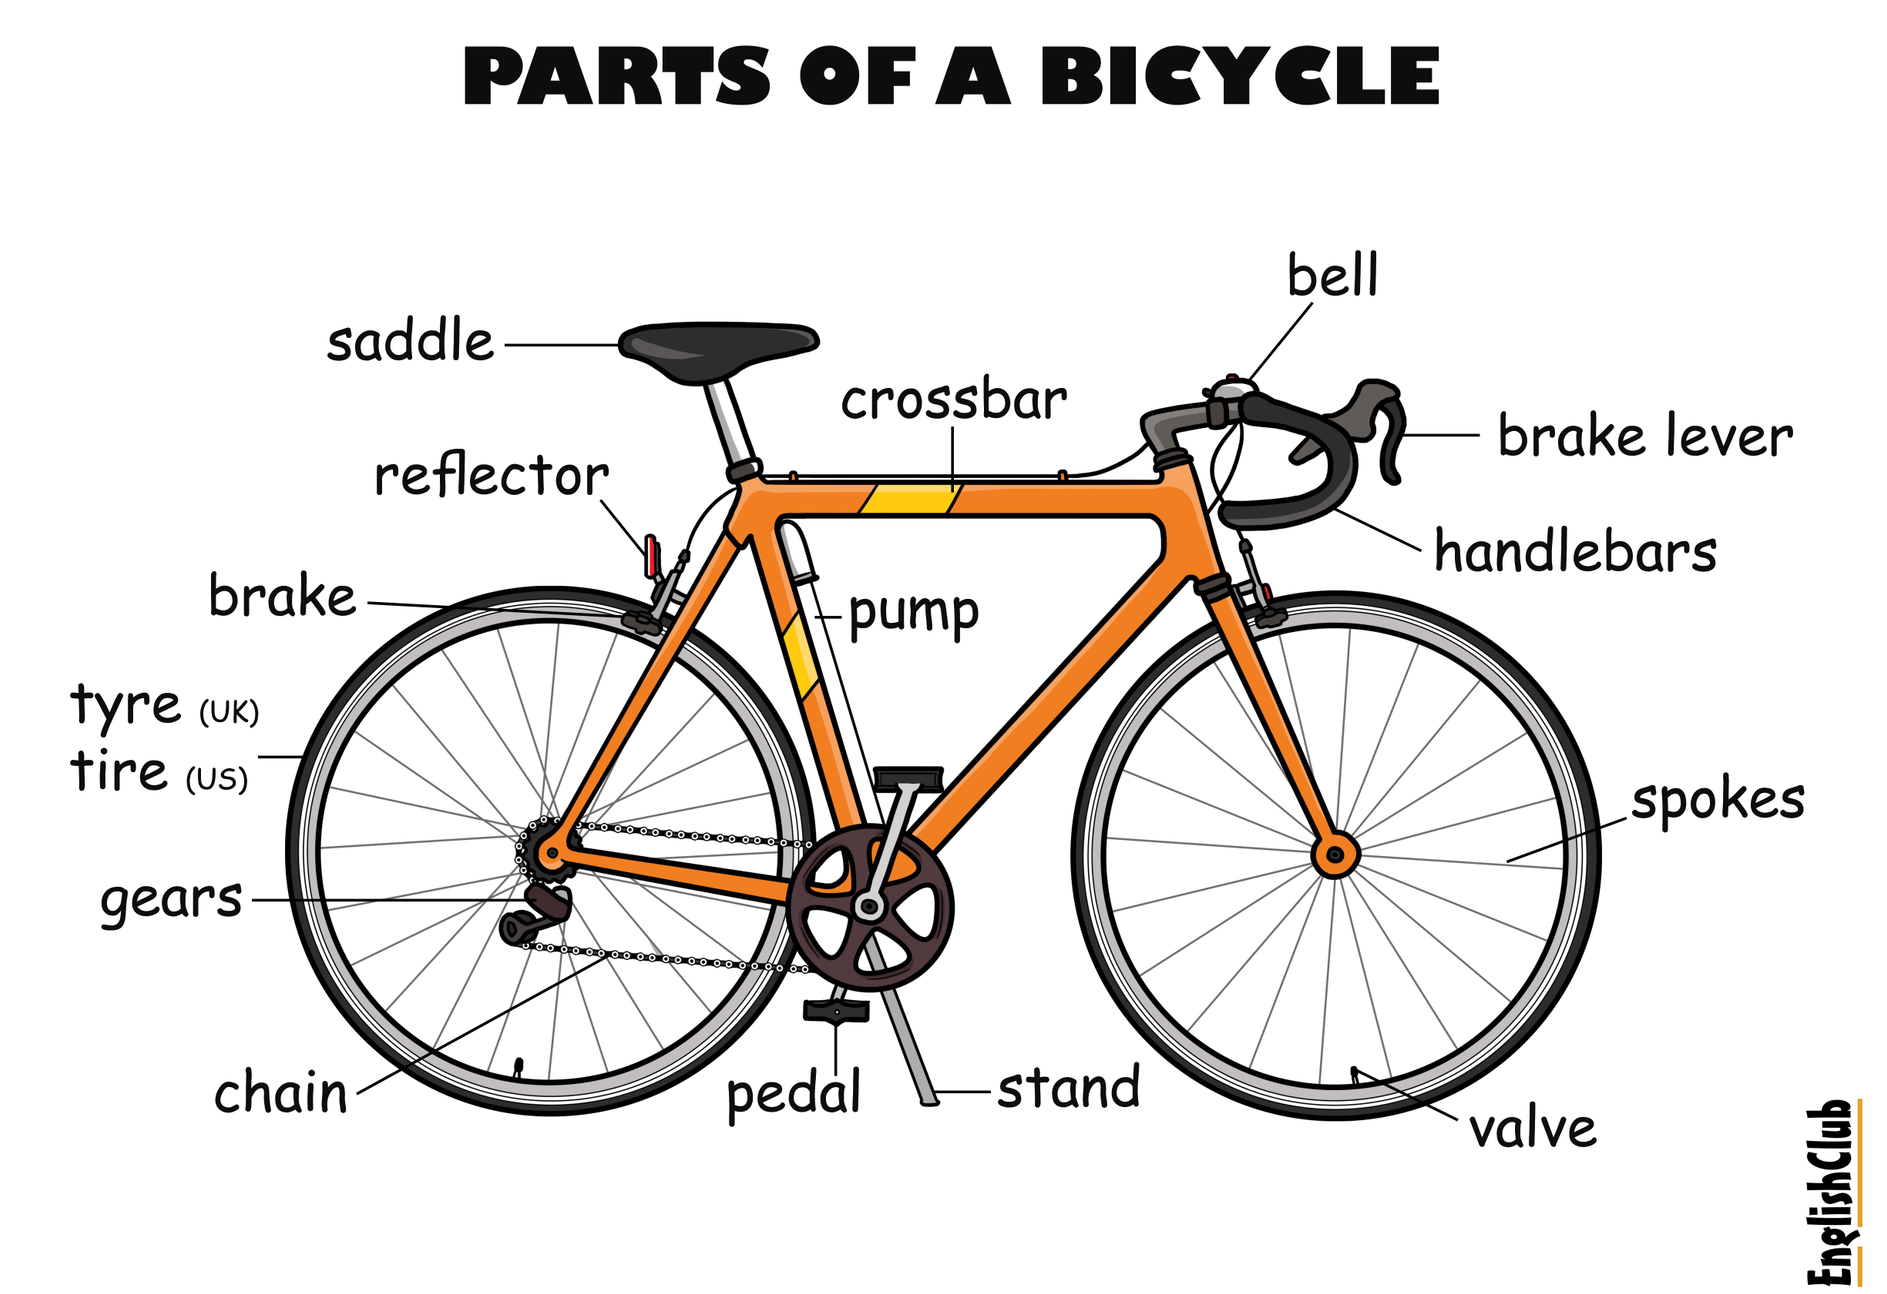 PARTS OF A BICYCLE
bell
saddle
crossbar
brake lever
reflector
handlebars
brake
pump
tyre (UK)
tire (US)
spokes
gears
chain
pedal
stand
valve
EnglishClub